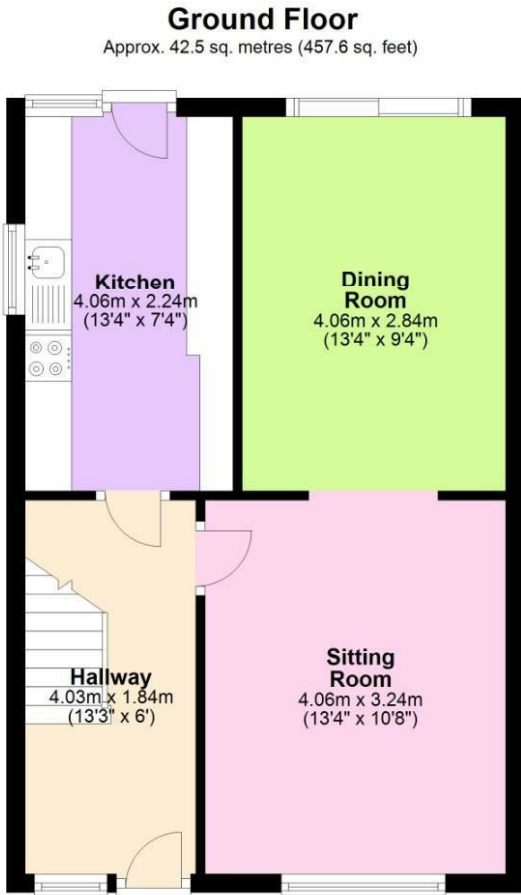 Ground Floor
Approx. 42.5 sq. metres (457.6 sq. feet)
Kitchen
4.06m x 2.24m
(13'4" x 7'4")
Dining
Room
4.06m x 2.84m
(13'4" x 9'4")
Hallway
4.03m x 1.84m
(13'3" x 6')
Sitting
Room
4.06m x 3.24m
(13'4" x 10'8")